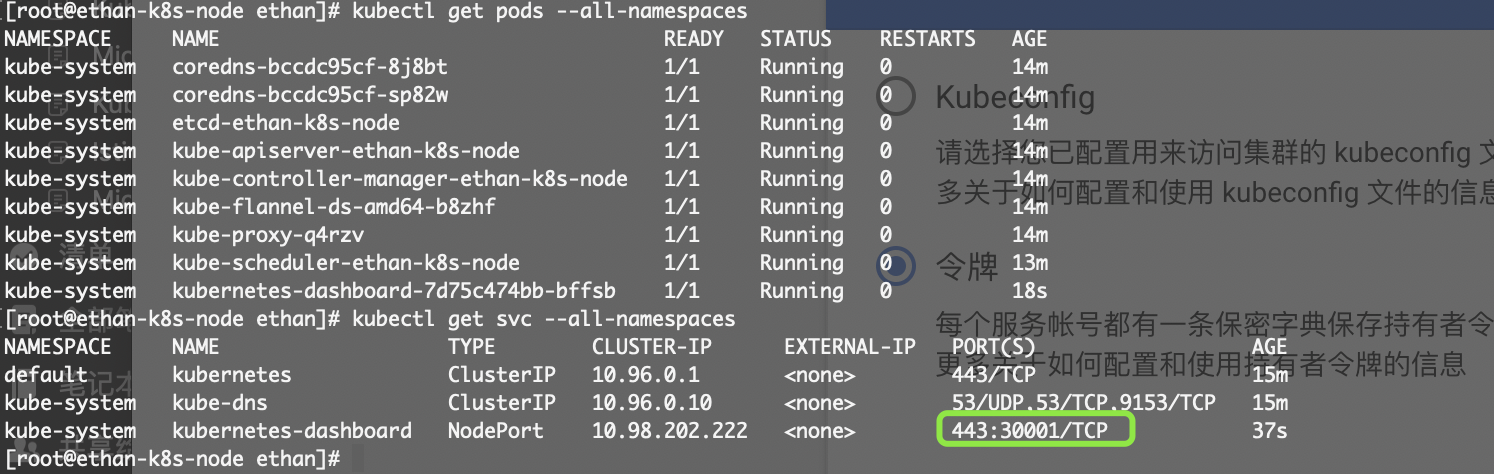 [root@ethan-k8s-node ethan]# kubectl get pods --all-namespaces
NAMESPACE NAME READY STATUS RESTARTS AGE
kube-system coredns-bccdc95cf-8j8bt 1/1 Running 0 14m
kube-system coredns-bccdc95cf-sp82w 1/1 Running 0 14m
kube-system etcd-ethan-k8s-node 1/1 Running 0 14m
kube-system kube-apiserver-ethan-k8s-node 1/1 Running 0 14m
kube-system kube-controller-manager-ethan-k8s-node 1/1 Running 0 14m
kube-system kube-flannel-ds-amd64-b8zhf 1/1 Running 0 14m
kube-system kube-proxy-q4rzv 1/1 Running 0 14m
kube-system kube-scheduler-ethan-k8s-node 1/1 Running 0 13m
kube-system kubernetes-dashboard-7d75c474bb-bffsb 1/1 Running 0 18s
[root@ethan-k8s-node ethan]# kubectl get svc --all-namespaces
NAMESPACE NAME TYPE CLUSTER-IP EXTERNAL-IP PORT(S) AGE
default kubernetes ClusterIP 10.96.0.1 <none> 443/TCP 15m
kube-system kube-dns ClusterIP 10.96.0.10 <none> 53/UDP,53/TCP,9153/TCP 15m
kube-system kubernetes-dashboard NodePort 10.98.202.222 <none> 443:30001/TCP 37s
[root@ethan-k8s-node ethan]#
Kubeconfig
请选择您已配置用来访问集群的 kubeconfig 文
多关于如何配置和使用 kubeconfig 文件的信息
令牌
每个服务帐号都有一条保密字典保存持有者令
更多关于如何配置和使用持有者令牌的信息
清单
笔记本